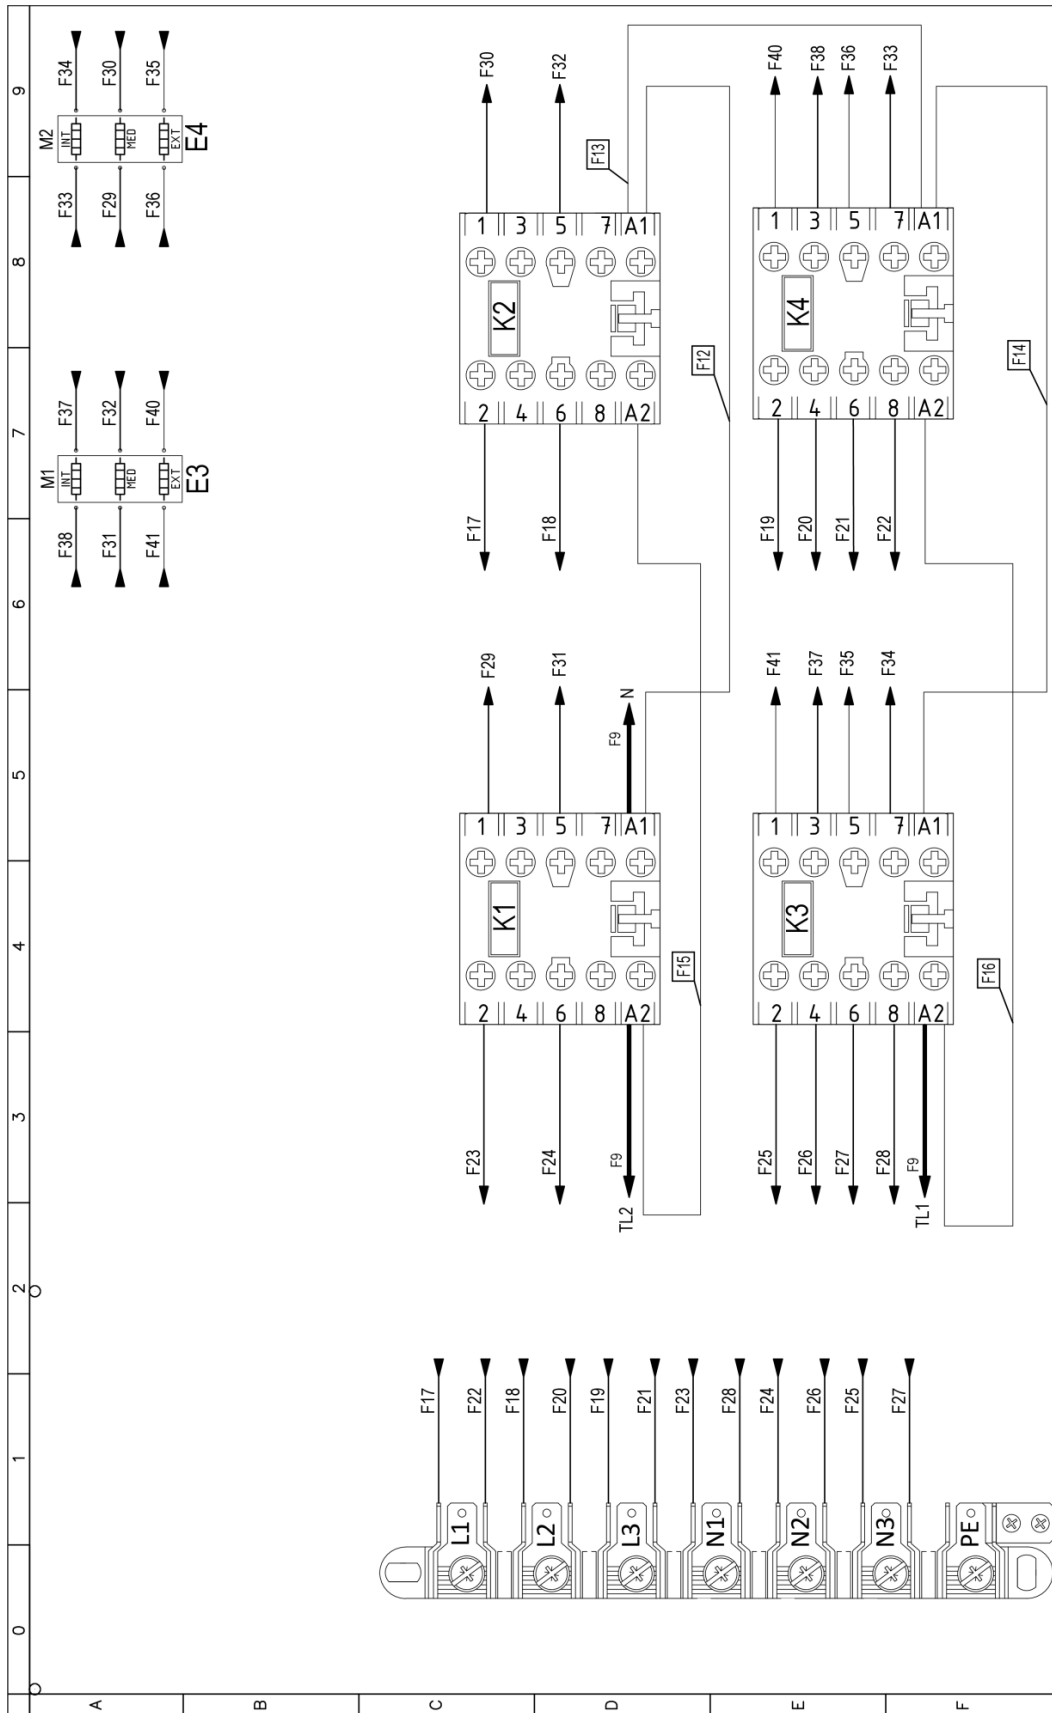 9
8
7
6
5
4
3
2
1
0
A
B
C
D
E
F
F34
F30
F35
M2
INT
MED
EXT
E4
F33
F29
F36
F37
F32
F40
M1
INT
MED
EXT
E3
F38
F31
F41
F30
F32
F13
1 3 5 7 A1
K2
2 4 6 8 A2
F12
F17
F18
F40
F38
F36
F33
1 3 5 7 A1
K4
2 4 6 8 A2
F14
F19
F20
F21
F22
F29
F31
N
F9
1 3 5 7 A1
K1
2 4 6 8 A2
F15
F23
F24
F9
TL2
F41
F37
F35
F34
1 3 5 7 A1
K3
2 4 6 8 A2
F16
F25
F26
F27
F28
F9
TL1
F17
F22
F18
F20
F19
F21
F23
F28
F24
F26
F25
F27
L1
L2
L3
N1
N2
N3
PE